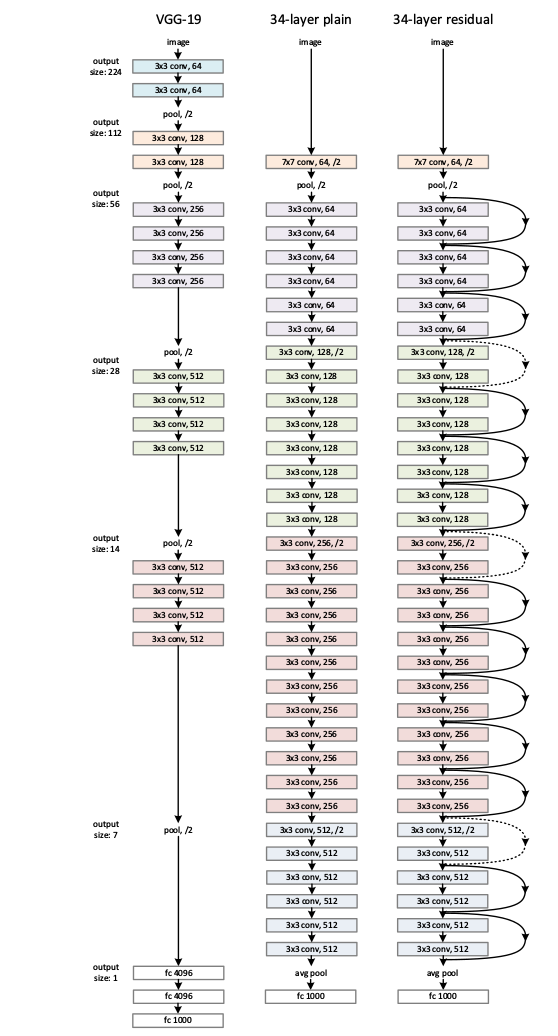 VGG-19
34-layer plain
34-layer residual
output
size: 224
output
size: 112
output
size: 56
output
size: 28
output
size: 14
output
size: 7
output
size: 1
image
3x3 conv, 64
3x3 conv, 64
pool, /2
3x3 conv, 128
3x3 conv, 128
pool, /2
3x3 conv, 256
3x3 conv, 256
3x3 conv, 256
3x3 conv, 256
pool, /2
3x3 conv, 512
3x3 conv, 512
3x3 conv, 512
3x3 conv, 512
pool, /2
3x3 conv, 512
3x3 conv, 512
3x3 conv, 512
3x3 conv, 512
pool, /2
fc 4096
fc 4096
fc 1000
image
7x7 conv, 64, /2
pool, /2
3x3 conv, 64
3x3 conv, 64
3x3 conv, 64
3x3 conv, 64
3x3 conv, 64
3x3 conv, 64
3x3 conv, 128, /2
3x3 conv, 128
3x3 conv, 128
3x3 conv, 128
3x3 conv, 128
3x3 conv, 128
3x3 conv, 128
3x3 conv, 128
3x3 conv, 256, /2
3x3 conv, 256
3x3 conv, 256
3x3 conv, 256
3x3 conv, 256
3x3 conv, 256
3x3 conv, 256
3x3 conv, 256
3x3 conv, 256
3x3 conv, 256
3x3 conv, 256
3x3 conv, 256
3x3 conv, 512, /2
3x3 conv, 512
3x3 conv, 512
3x3 conv, 512
3x3 conv, 512
3x3 conv, 512
avg pool
fc 1000
image
7x7 conv, 64, /2
pool, /2
3x3 conv, 64
3x3 conv, 64
3x3 conv, 64
3x3 conv, 64
3x3 conv, 64
3x3 conv, 64
3x3 conv, 128, /2
3x3 conv, 128
3x3 conv, 128
3x3 conv, 128
3x3 conv, 128
3x3 conv, 128
3x3 conv, 128
3x3 conv, 128
3x3 conv, 256, /2
3x3 conv, 256
3x3 conv, 256
3x3 conv, 256
3x3 conv, 256
3x3 conv, 256
3x3 conv, 256
3x3 conv, 256
3x3 conv, 256
3x3 conv, 256
3x3 conv, 256
3x3 conv, 256
3x3 conv, 512, /2
3x3 conv, 512
3x3 conv, 512
3x3 conv, 512
3x3 conv, 512
3x3 conv, 512
avg pool
fc 1000